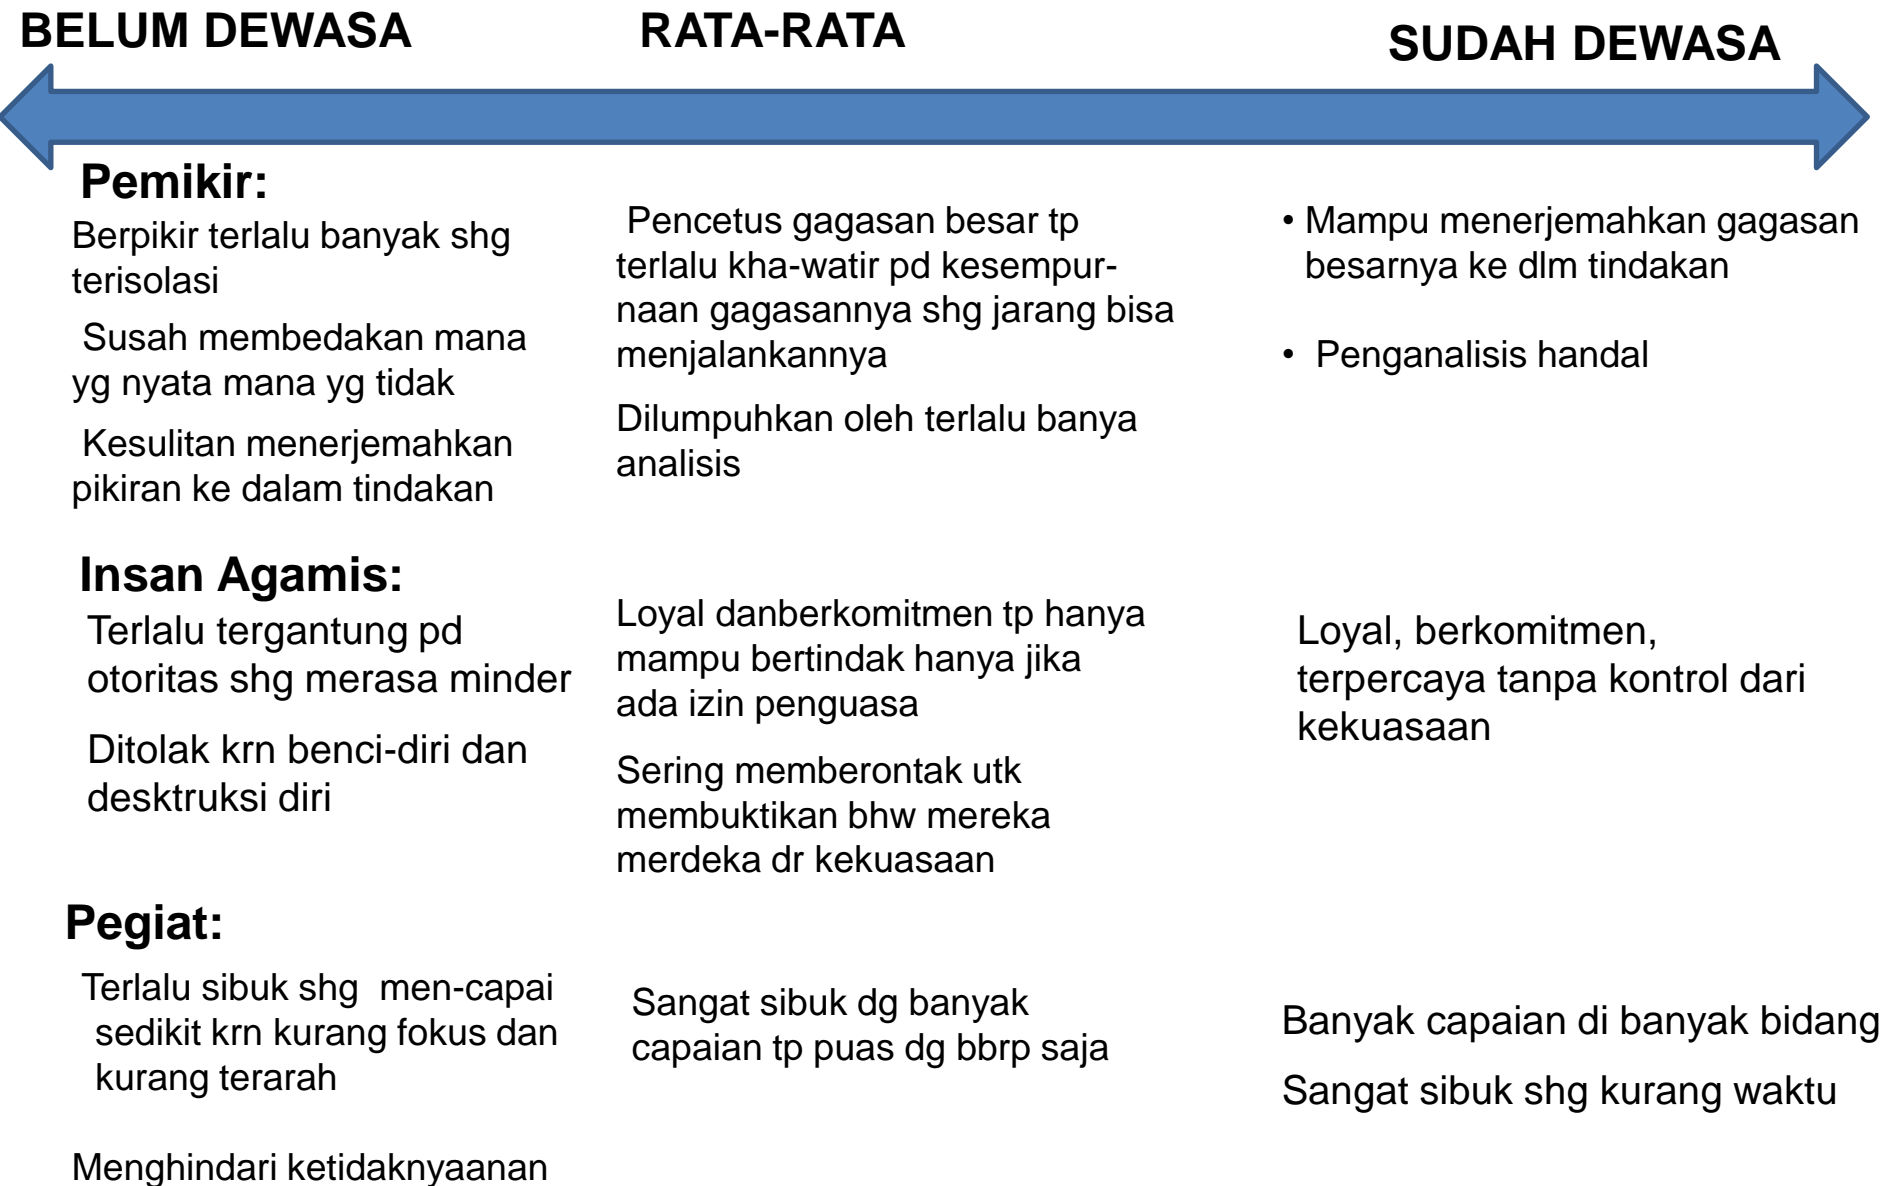 BELUM DEWASA
RATA-RATA
SUDAH DEWASA
Pemikir:
Berpikir terlalu banyak shg
terisolasi
Susah membedakan mana
yg nyata mana yg tidak
Kesulitan menerjemahkan
pikiran ke dalam tindakan
Pencetus gagasan besar tp
terlalu kha-watir pd kesempur-
naan gagasannya shg jarang bisa
menjalankannya
Dilumpuhkan oleh terlalu banya
analisis
• Mampu menerjemahkan gagasan
besarnya ke dlm tindakan
• Penganalisis handal
Insan Agamis:
Terlalu tergantung pd
otoritas shg merasa minder
Ditolak krn benci-diri dan
desktruksi diri
Loyal danberkomitmen tp hanya
mampu bertindak hanya jika
ada izin penguasa
Sering memberontak utk
membuktikan bhw mereka
merdeka dr kekuasaan
Loyal, berkomitmen,
terpercaya tanpa kontrol dari
kekuasaan
Pegiat:
Terlalu sibuk shg men-capai
sedikit krn kurang fokus dan
kurang terarah
Menghindari ketidaknyaanan
Sangat sibuk dg banyak
capaian tp puas dg bbrp saja
Banyak capaian di banyak bidang
Sangat sibuk shg kurang waktu